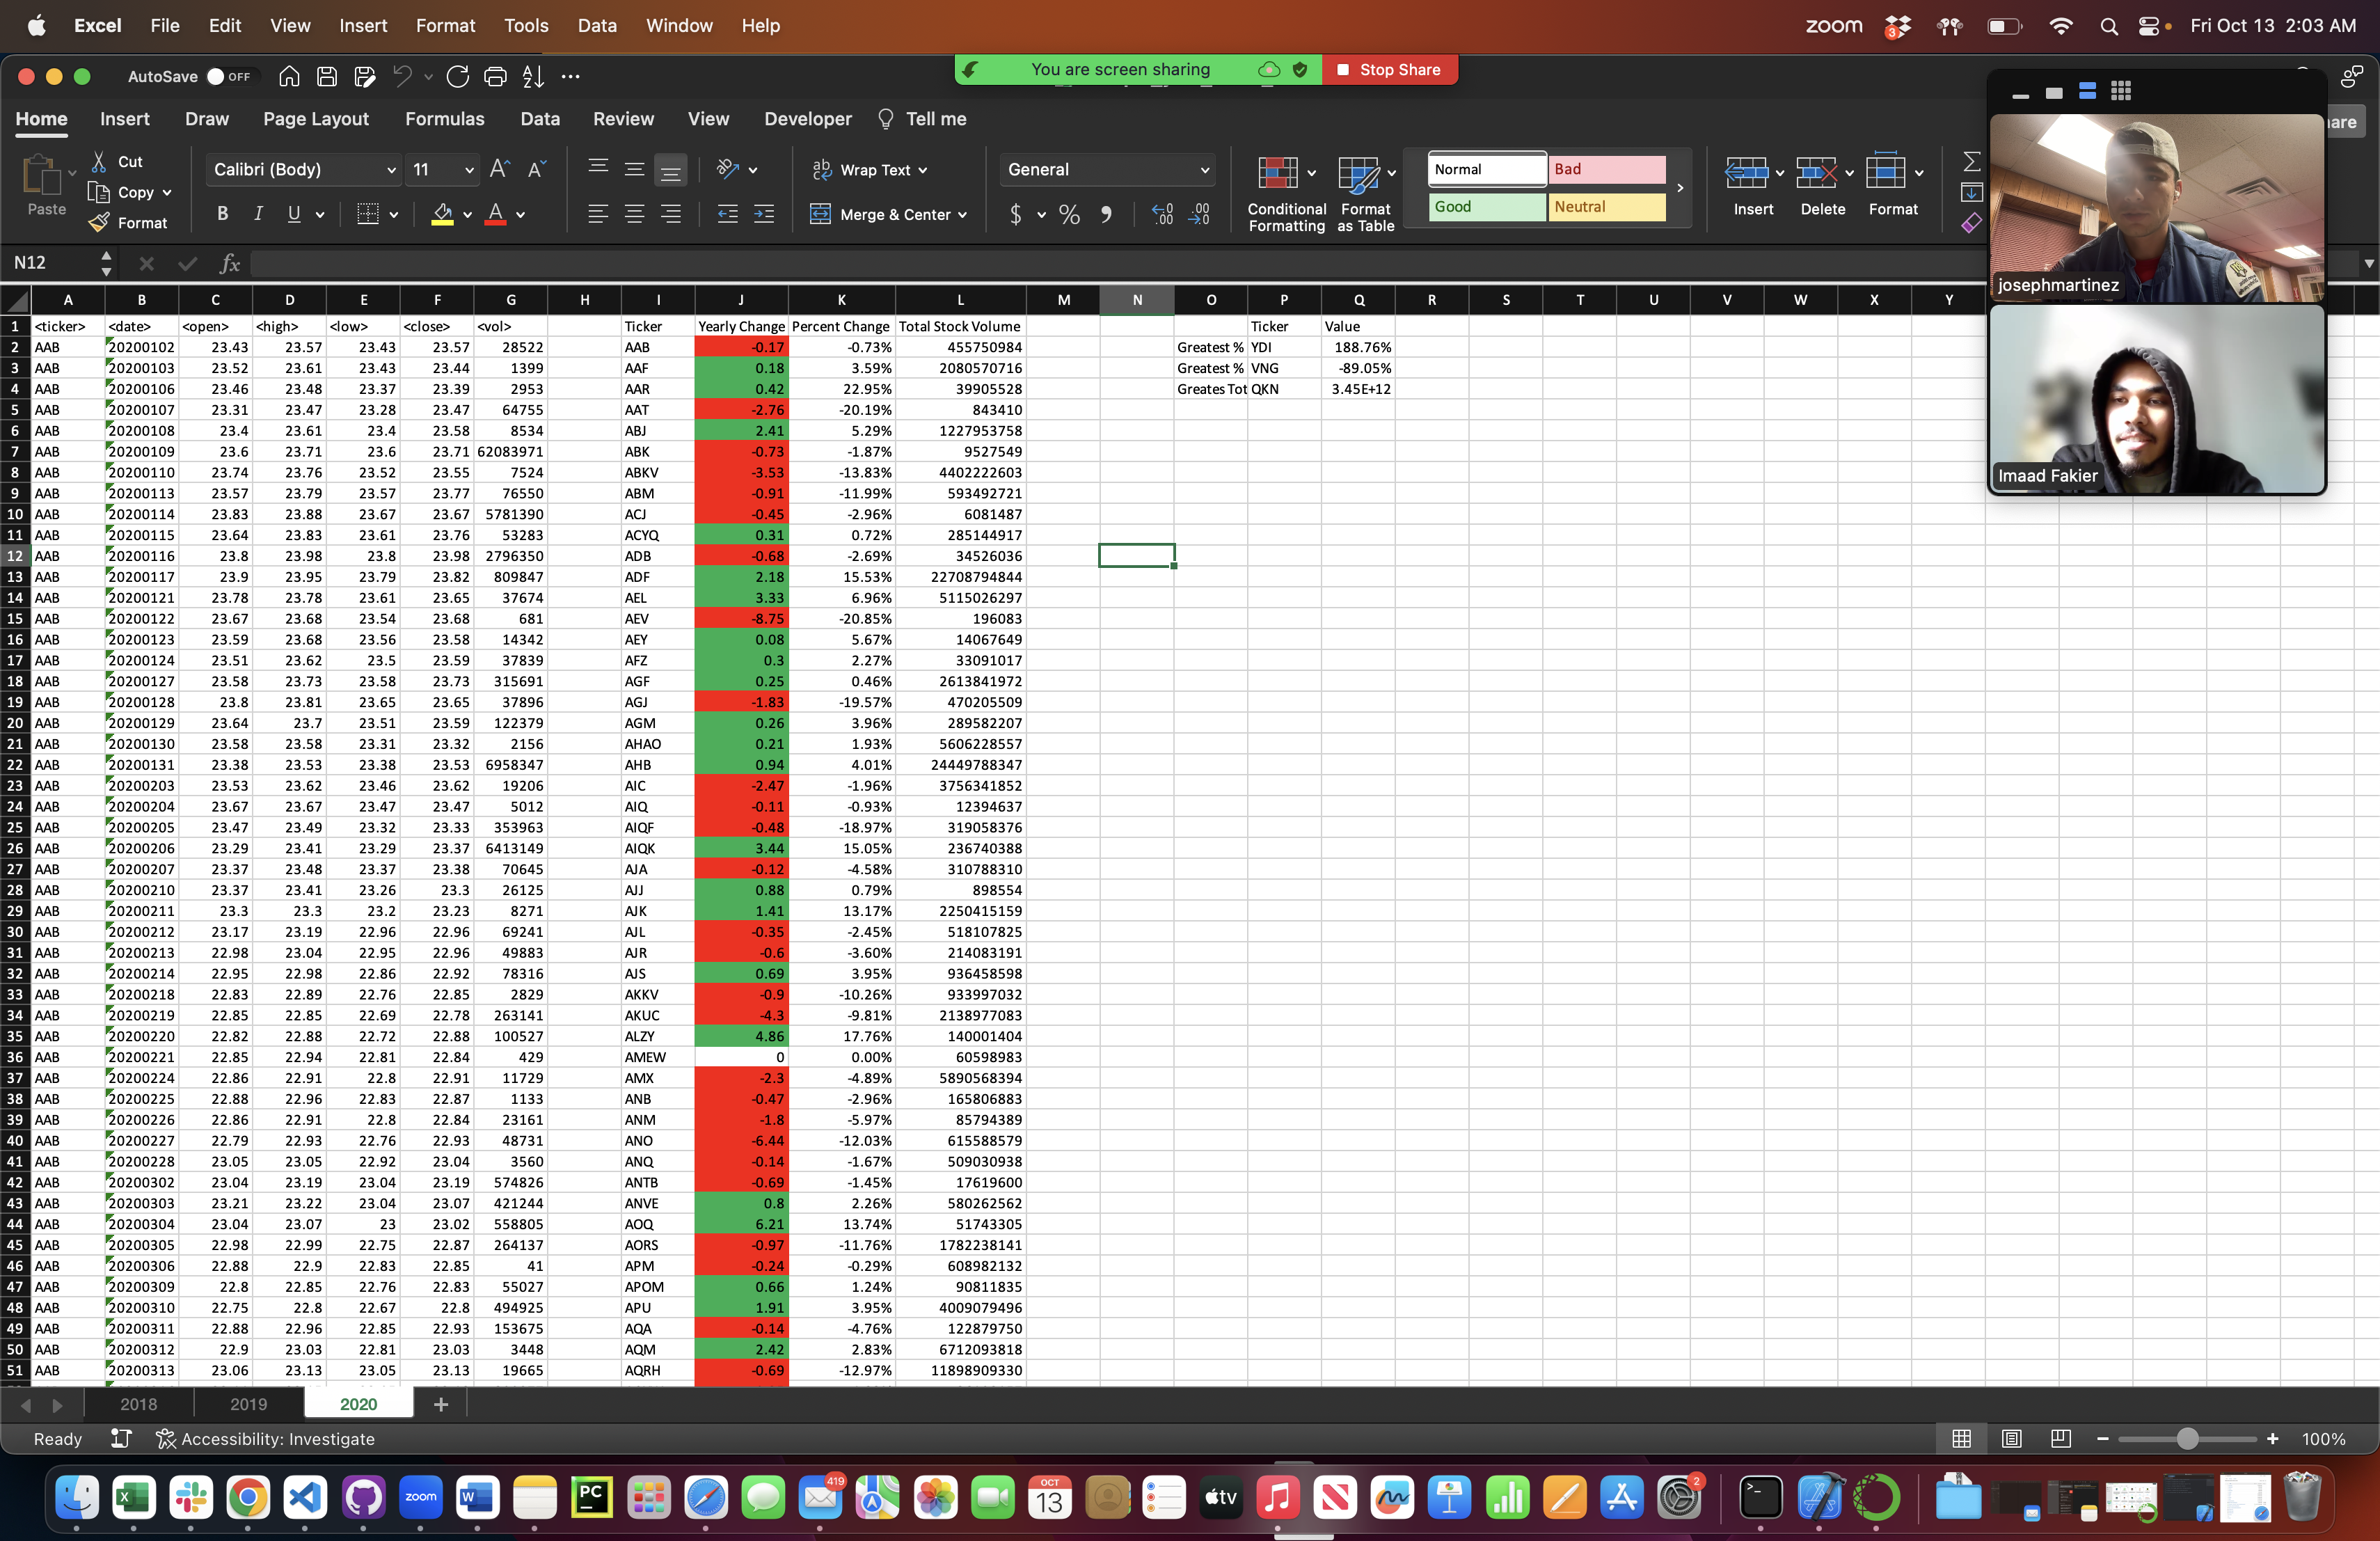 Excel File Edit View Insert Format Tools Data Window Help zoom 3 Fri Oct 13 2:03 AM
AutoSave OFF You are screen sharing Stop Share
Home Insert Draw Page Layout Formulas Data Review View Developer Tell me are
Paste Cut Calibri (Body) 11 Wrap Text General Normal Bad
Copy Good Neutral
Format Merge & Center Conditional Formatting Format as Table Insert Delete Format
josephmartinez
Imaad Fakier
N12 fx
A B C D E F G H I J K L M N O P Q R S T U V W X Y
1 <ticker> <date> <open> <high> <low> <close> <vol> Ticker Yearly Change Percent Change Total Stock Volume Ticker Value
2 AAB 20200102 23.43 23.57 23.43 23.57 28522 AAB -0.17 -0.73% 455750984 Greatest % YDI 188.76%
3 AAB 20200103 23.52 23.61 23.43 23.44 1399 AAF 0.18 3.59% 2080570716 Greatest % VNG -89.05%
4 AAB 20200106 23.46 23.48 23.37 23.39 2953 AAR 0.42 22.95% 39905528 Greates Tot QKN 3.45E+12
5 AAB 20200107 23.31 23.47 23.28 23.47 64755 AAT -2.76 -20.19% 843410
6 AAB 20200108 23.4 23.61 23.4 23.58 8534 ABJ 2.41 5.29% 1227953758
7 AAB 20200109 23.6 23.71 23.6 23.71 62083971 ABK -0.73 -1.87% 9527549
8 AAB 20200110 23.74 23.76 23.52 23.55 7524 ABKV -3.53 -13.83% 4402222603
9 AAB 20200113 23.57 23.79 23.57 23.77 76550 ABM -0.91 -11.99% 593492721
10 AAB 20200114 23.83 23.88 23.67 23.67 5781390 ACJ -0.45 -2.96% 6081487
11 AAB 20200115 23.64 23.83 23.61 23.76 53283 ACYQ 0.31 0.72% 285144917
12 AAB 20200116 23.8 23.98 23.8 23.98 2796350 ADB -0.68 -2.69% 34526036
13 AAB 20200117 23.9 23.95 23.79 23.82 809847 ADF 2.18 15.53% 22708794844
14 AAB 20200121 23.78 23.78 23.61 23.65 37674 AEL 3.33 6.96% 5115026297
15 AAB 20200122 23.67 23.68 23.54 23.68 681 AEV -8.75 -20.85% 196083
16 AAB 20200123 23.59 23.68 23.56 23.58 14342 AEY 0.08 5.67% 14067649
17 AAB 20200124 23.51 23.62 23.5 23.59 37839 AFZ 0.3 2.27% 33091017
18 AAB 20200127 23.58 23.73 23.58 23.73 315691 AGF 0.25 0.46% 2613841972
19 AAB 20200128 23.8 23.81 23.65 23.65 37896 AGJ -1.83 -19.57% 470205509
20 AAB 20200129 23.64 23.7 23.51 23.59 122379 AGM 0.26 3.96% 289582207
21 AAB 20200130 23.58 23.58 23.31 23.32 2156 AHAO 0.21 1.93% 5606228557
22 AAB 20200131 23.38 23.53 23.38 23.53 6958347 AHB 0.94 4.01% 24449788347
23 AAB 20200203 23.53 23.62 23.46 23.62 19206 AIC -2.47 -1.96% 3756341852
24 AAB 20200204 23.67 23.67 23.47 23.47 5012 AIQ -0.11 -0.93% 12394637
25 AAB 20200205 23.47 23.49 23.32 23.33 353963 AIQF -0.48 -18.97% 319058376
26 AAB 20200206 23.29 23.41 23.29 23.37 6413149 AIQK 3.44 15.05% 236740388
27 AAB 20200207 23.37 23.48 23.37 23.38 70645 AJA -0.12 -4.58% 310788310
28 AAB 20200210 23.37 23.41 23.26 23.3 26125 AJJ 0.88 0.79% 898554
29 AAB 20200211 23.3 23.3 23.2 23.23 8271 AJK 1.41 13.17% 2250415159
30 AAB 20200212 23.17 23.19 22.96 22.96 69241 AJL -0.35 -2.45% 518107825
31 AAB 20200213 22.98 23.04 22.95 22.96 49883 AJR -0.6 -3.60% 214083191
32 AAB 20200214 22.95 22.98 22.86 22.92 78316 AJS 0.69 3.95% 936458598
33 AAB 20200218 22.83 22.89 22.76 22.85 2829 AKKV -0.9 -10.26% 933997032
34 AAB 20200219 22.85 22.85 22.69 22.78 263141 AKUC -4.3 -9.81% 2138977083
35 AAB 20200220 22.82 22.88 22.72 22.88 100527 ALZY 4.86 17.76% 140001404
36 AAB 20200221 22.85 22.94 22.81 22.84 429 AMEW 0 0.00% 60598983
37 AAB 20200224 22.86 22.91 22.8 22.91 11729 AMX -2.3 -4.89% 5890568394
38 AAB 20200225 22.88 22.96 22.83 22.87 1133 ANB -0.47 -2.96% 165806883
39 AAB 20200226 22.86 22.91 22.8 22.84 23161 ANM -1.8 -5.97% 85794389
40 AAB 20200227 22.79 22.93 22.76 22.93 48731 ANO -6.44 -12.03% 615588579
41 AAB 20200228 23.05 23.05 22.92 23.04 3560 ANQ -0.14 -1.67% 509030938
42 AAB 20200302 23.04 23.19 23.04 23.19 574826 ANTB -0.69 -1.45% 17619600
43 AAB 20200303 23.21 23.22 23.04 23.07 421244 ANVE 0.8 2.26% 580262562
44 AAB 20200304 23.04 23.07 23 23.02 558805 AOQ 6.21 13.74% 51743305
45 AAB 20200305 22.98 22.99 22.75 22.87 264137 AORS -0.97 -11.76% 1782238141
46 AAB 20200306 22.88 22.9 22.83 22.85 41 APM -0.24 -0.29% 608982132
47 AAB 20200309 22.8 22.85 22.76 22.83 55027 APOM 0.66 1.24% 90811835
48 AAB 20200310 22.75 22.8 22.67 22.8 494925 APU 1.91 3.95% 4009079496
49 AAB 20200311 22.88 22.96 22.85 22.93 153675 AQA -0.14 -4.76% 122879750
50 AAB 20200312 22.9 23.03 22.81 23.03 3448 AQM 2.42 2.83% 6712093818
51 AAB 20200313 23.06 23.13 23.05 23.13 19665 AQRH -0.69 -12.97% 11898909330
2018 2019 2020 +
Ready Accessibility: Investigate 100%
zoom W PC 419 OCT 13 tv 2